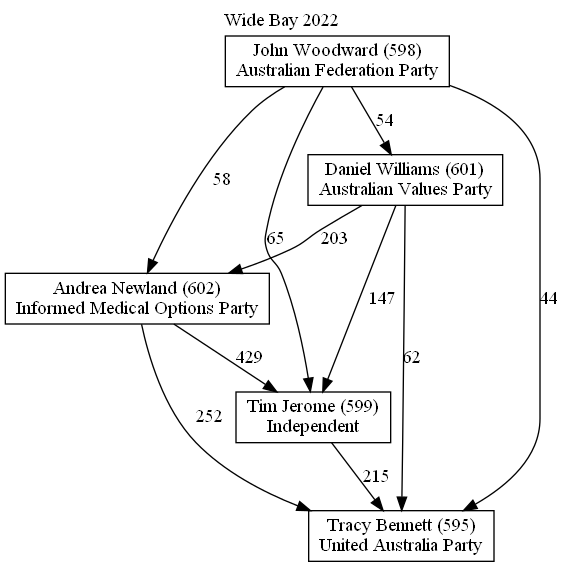 Wide Bay 2022
John Woodward (598)
Australian Federation Party
54
Daniel Williams (601)
Australian Values Party
58
65
203
Andrea Newland (602)
Informed Medical Options Party
147
44
429
62
Tim Jerome (599)
Independent
252
215
Tracy Bennett (595)
United Australia Party